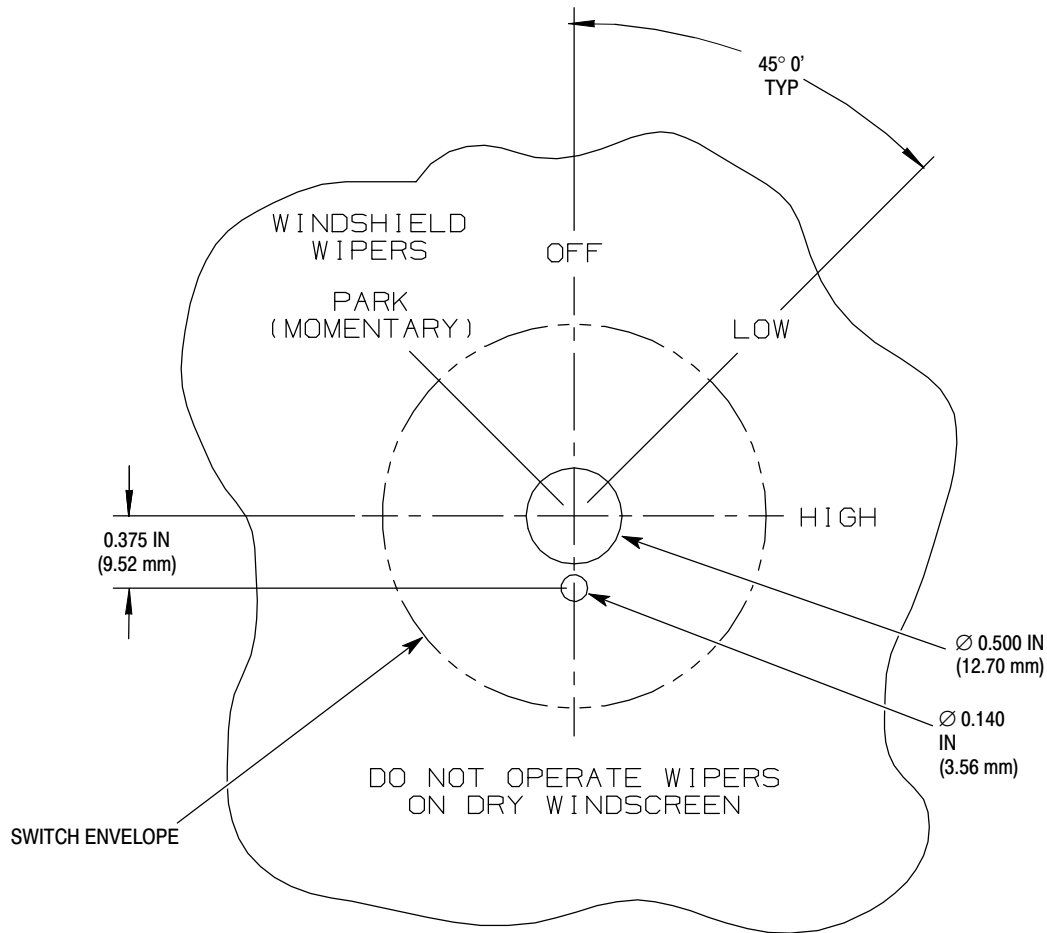 45° 0'
TYP
WINDSHIELD
WIPERS
OFF
PARK
(MOMENTARY)
LOW
HIGH
0.375 IN
(9.52 mm)
∅ 0.500 IN
(12.70 mm)
∅ 0.140
IN
(3.56 mm)
DO NOT OPERATE WIPERS
ON DRY WINDSCREEN
SWITCH ENVELOPE